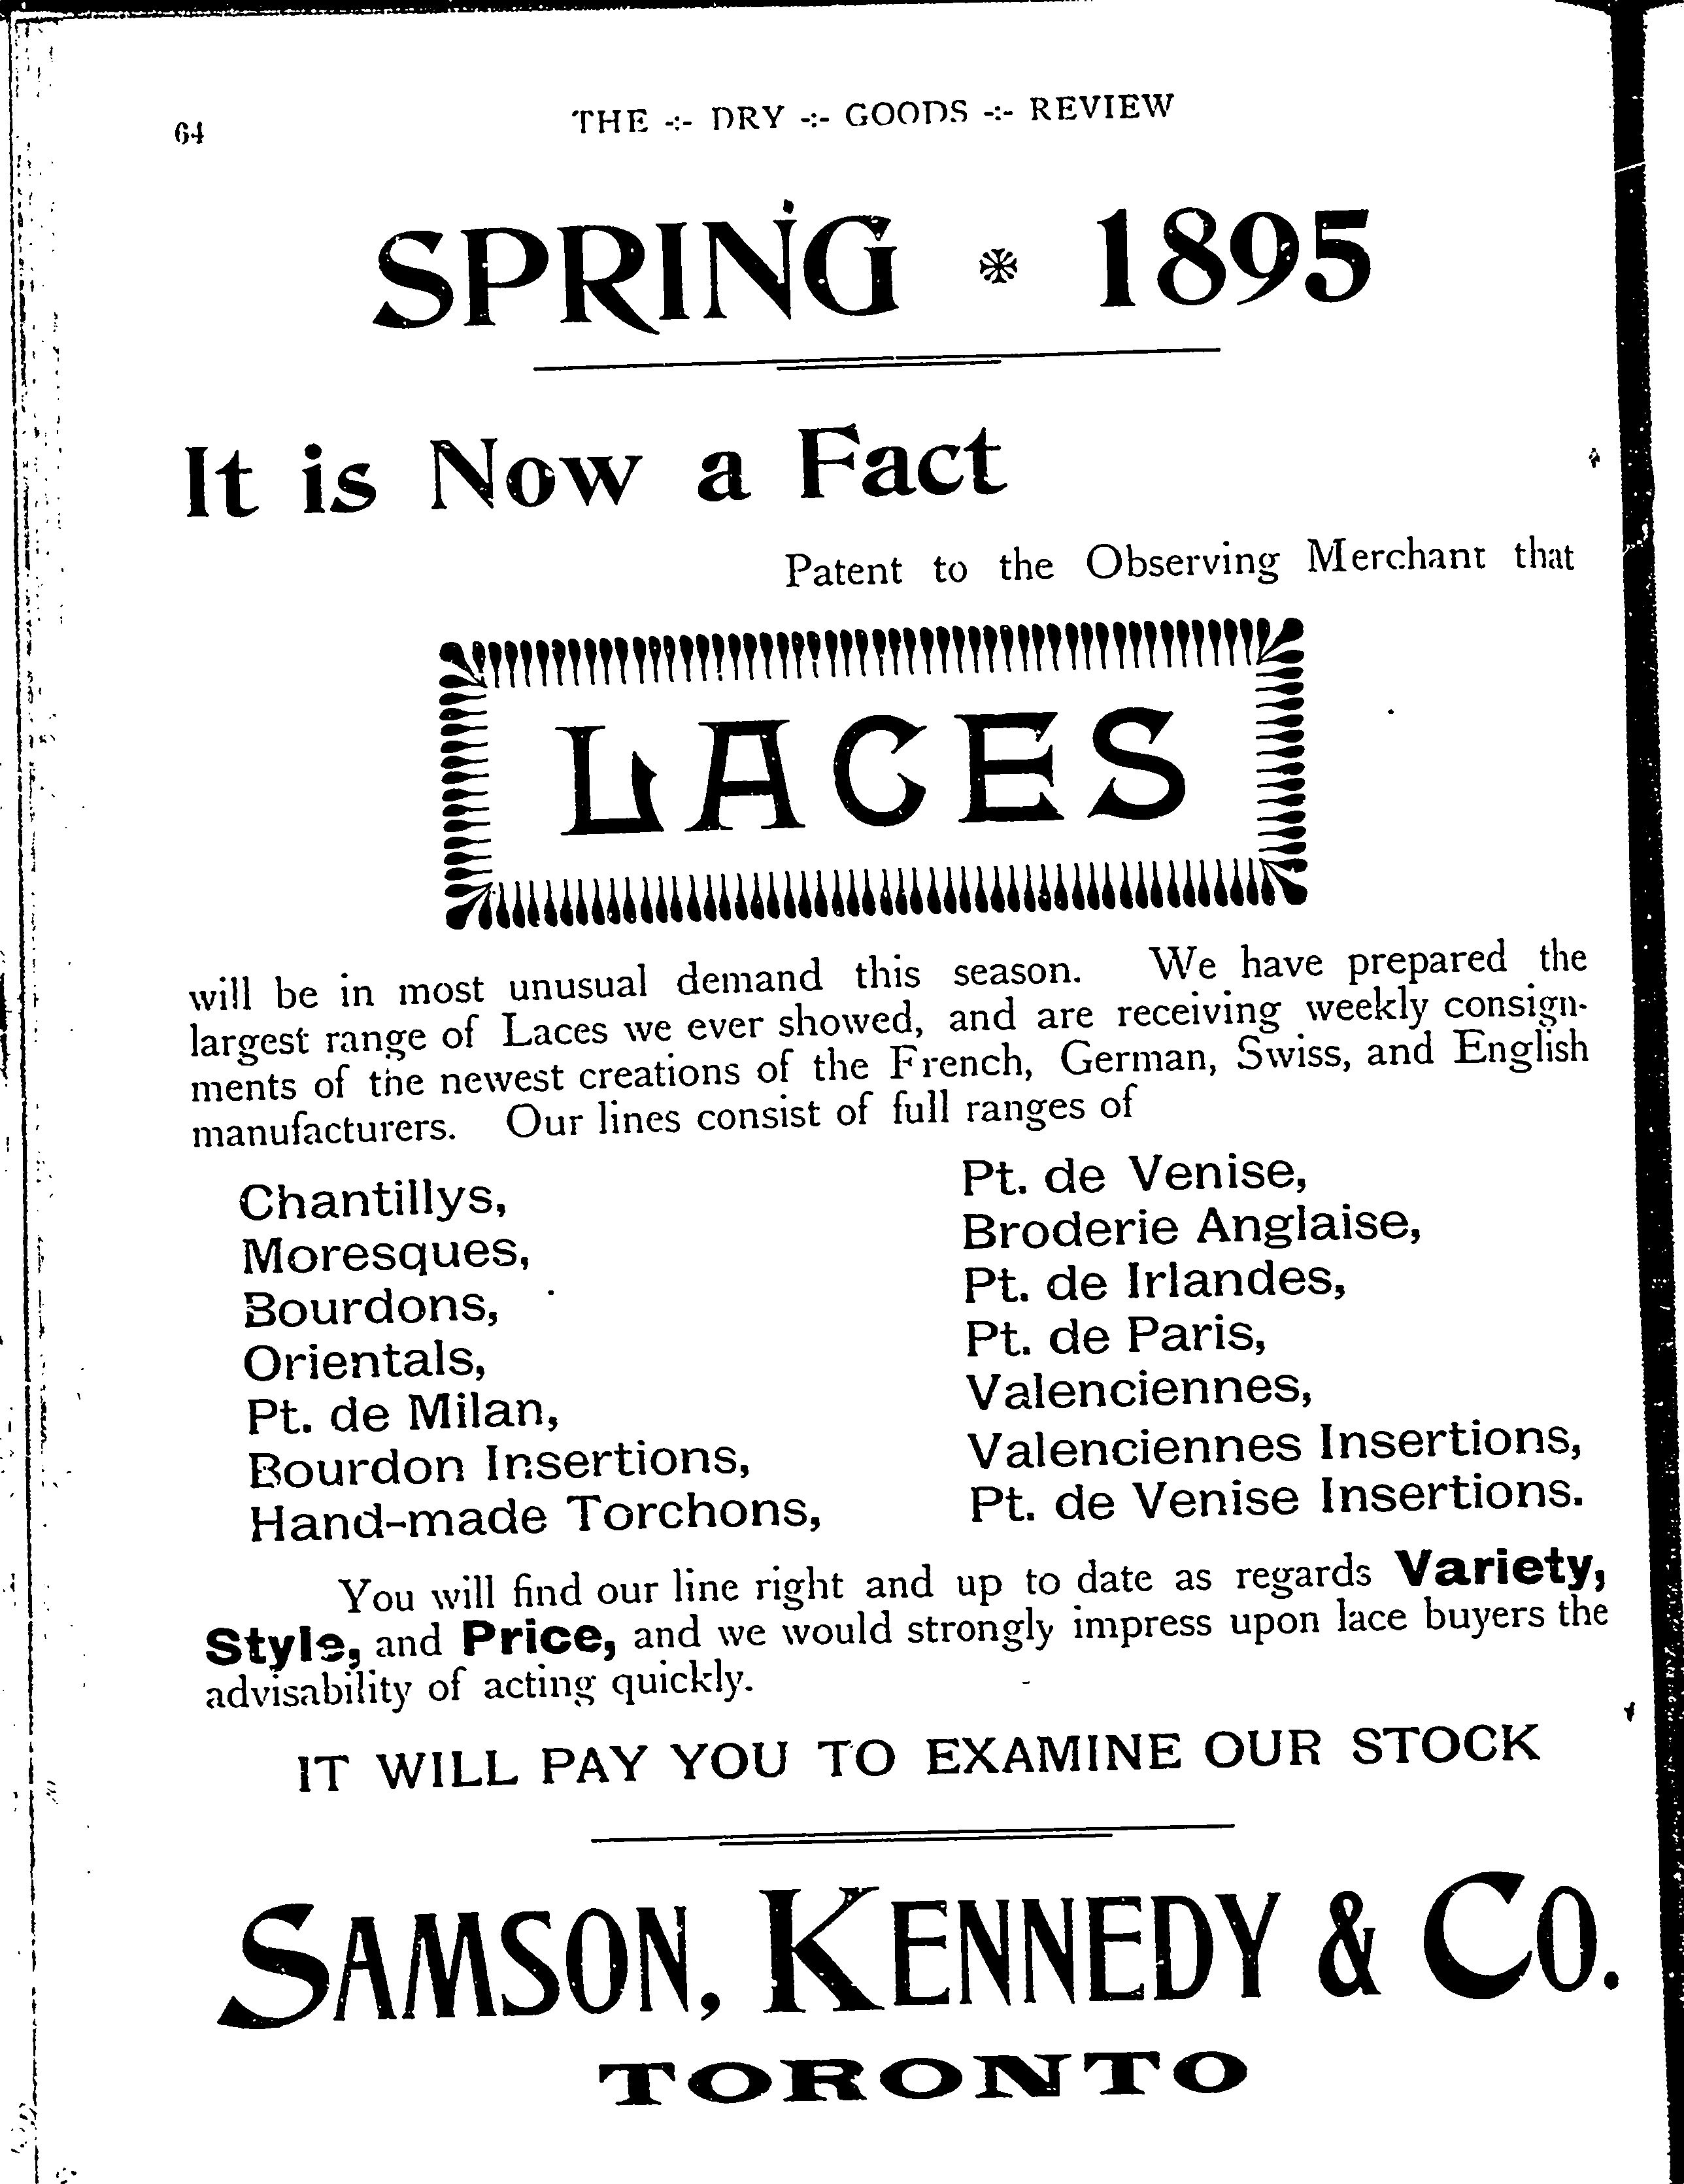 64
THE -:- DRY -:- GOODS -:- REVIEW
SPRING * 1895
It is Now a Fact
Patent to the Observing Merchant that
LACES
will be in most unusual demand this season. We have prepared the
largest range of Laces we ever showed, and are receiving weekly consign-
ments of the newest creations of the French, German, Swiss, and English
manufacturers. Our lines consist of full ranges of
Chantillys,
Moresques,
Bourdons,
Orientals,
Pt. de Milan,
Bourdon Insertions,
Hand-made Torchons,
Pt. de Venise,
Broderie Anglaise,
Pt. de Irlandes,
Pt. de Paris,
Valenciennes,
Valenciennes Insertions,
Pt. de Venise Insertions.
You will find our line right and up to date as regards Variety,
Style, and Price, and we would strongly impress upon lace buyers the
advisability of acting quickly.
IT WILL PAY YOU TO EXAMINE OUR STOCK
SAMSON, KENNEDY & CO.
TORONTO